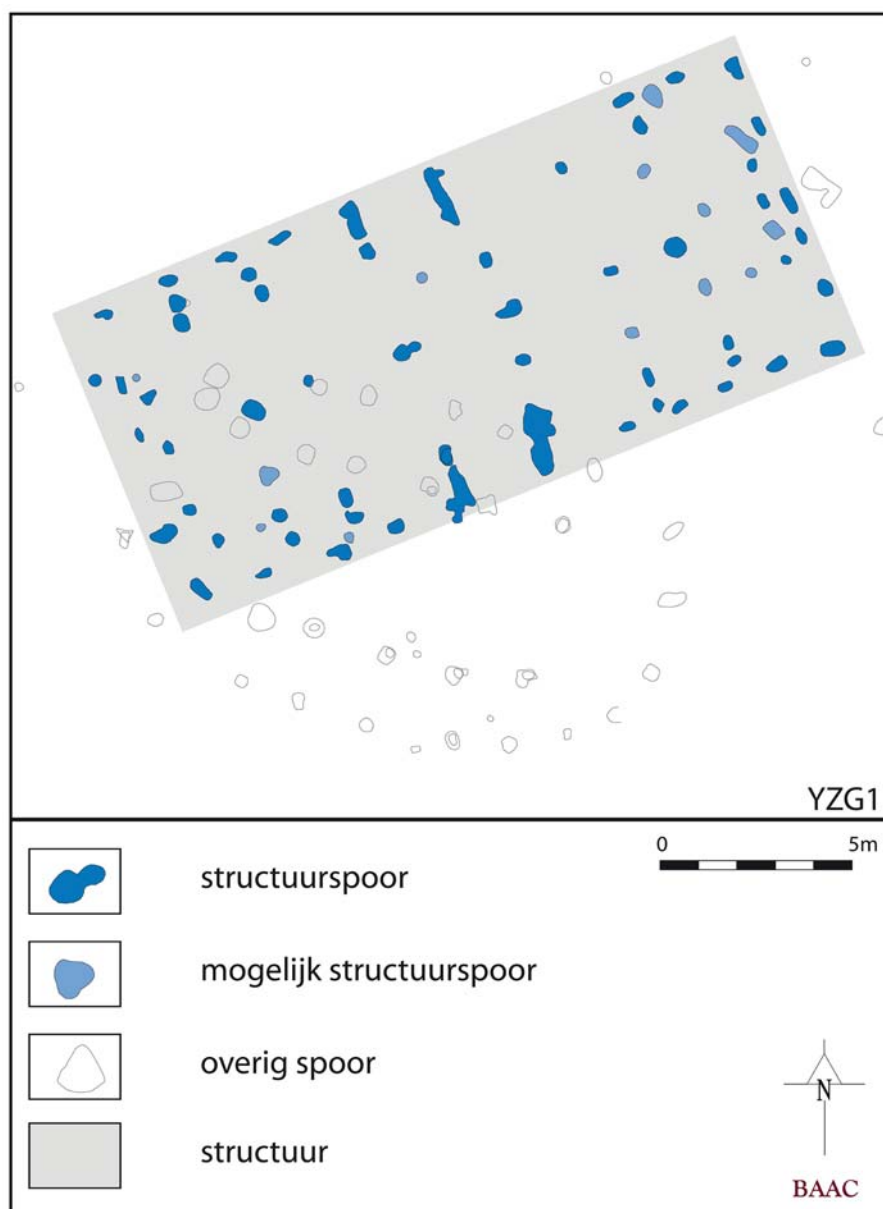 YZG1
0 5m
structuurspoor
mogelijk structuurspoor
overig spoor
structuur
N
BAAC